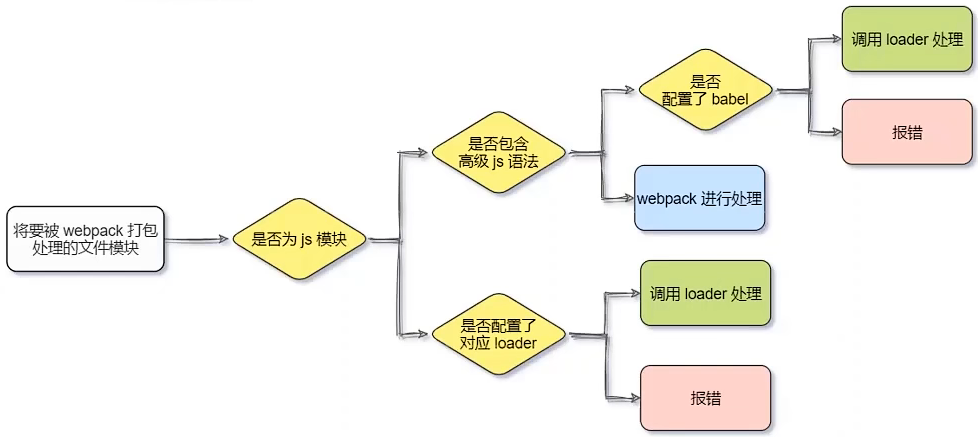 将要被 webpack 打包
处理的文件模块
是否为 js 模块
是否包含
高级 js 语法
是否
配置了 babel
调用 loader 处理
报错
webpack 进行处理
是否配置了
对应 loader
调用 loader 处理
报错